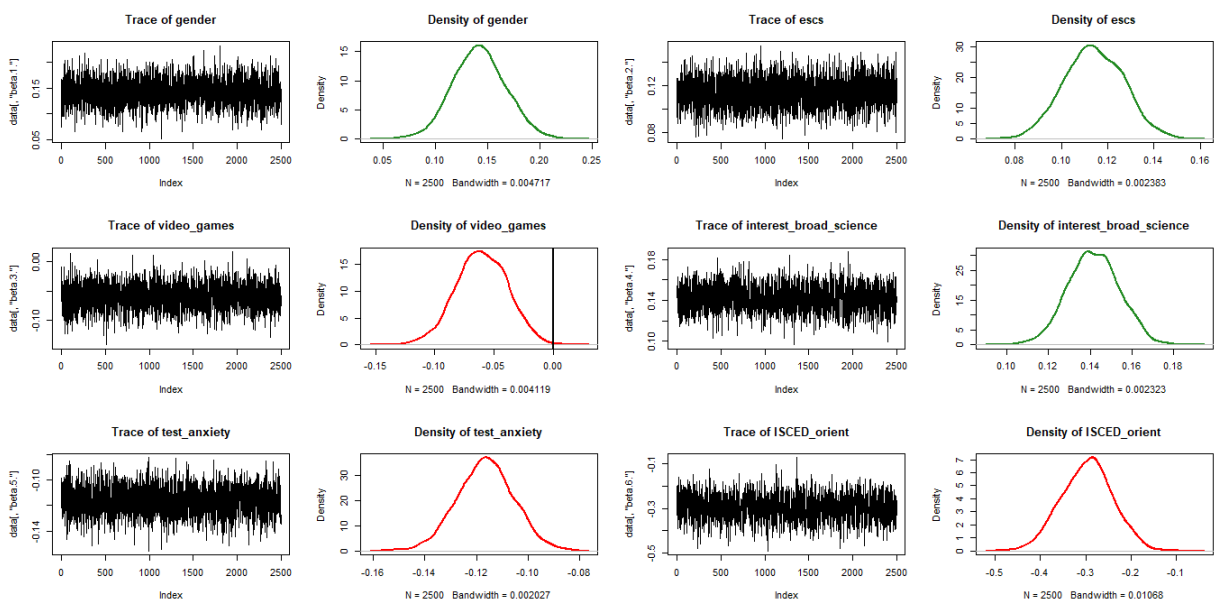 Trace of gender
data[, "beta.1."]
0.05 0.15
0 500 1000 1500 2000 2500
Index
Density of gender
Density
0 5 10 15
0.05 0.10 0.15 0.20 0.25
N = 2500 Bandwidth = 0.004717
Trace of escs
data[, "beta.2."]
0.08 0.12
0 500 1000 1500 2000 2500
Index
Density of escs
Density
0 5 10 20 30
0.08 0.10 0.12 0.14 0.16
N = 2500 Bandwidth = 0.002383
Trace of video_games
data[, "beta.3."]
-0.10 0.00
0 500 1000 1500 2000 2500
Index
Density of video_games
Density
0 5 10 15
-0.15 -0.10 -0.05 0.00
N = 2500 Bandwidth = 0.004119
Trace of interest_broad_science
data[, "beta.4."]
0.10 0.14 0.18
0 500 1000 1500 2000 2500
Index
Density of interest_broad_science
Density
0 5 15 25
0.10 0.12 0.14 0.16 0.18
N = 2500 Bandwidth = 0.002323
Trace of test_anxiety
data[, "beta.5."]
-0.14 -0.10
0 500 1000 1500 2000 2500
Index
Density of test_anxiety
Density
0 10 20 30
-0.16 -0.14 -0.12 -0.10 -0.08
N = 2500 Bandwidth = 0.002027
Trace of ISCED_orient
data[, "beta.6."]
-0.5 -0.3 -0.1
0 500 1000 1500 2000 2500
Index
Density of ISCED_orient
Density
0 1 2 3 4 5 6 7
-0.5 -0.4 -0.3 -0.2 -0.1
N = 2500 Bandwidth = 0.01068